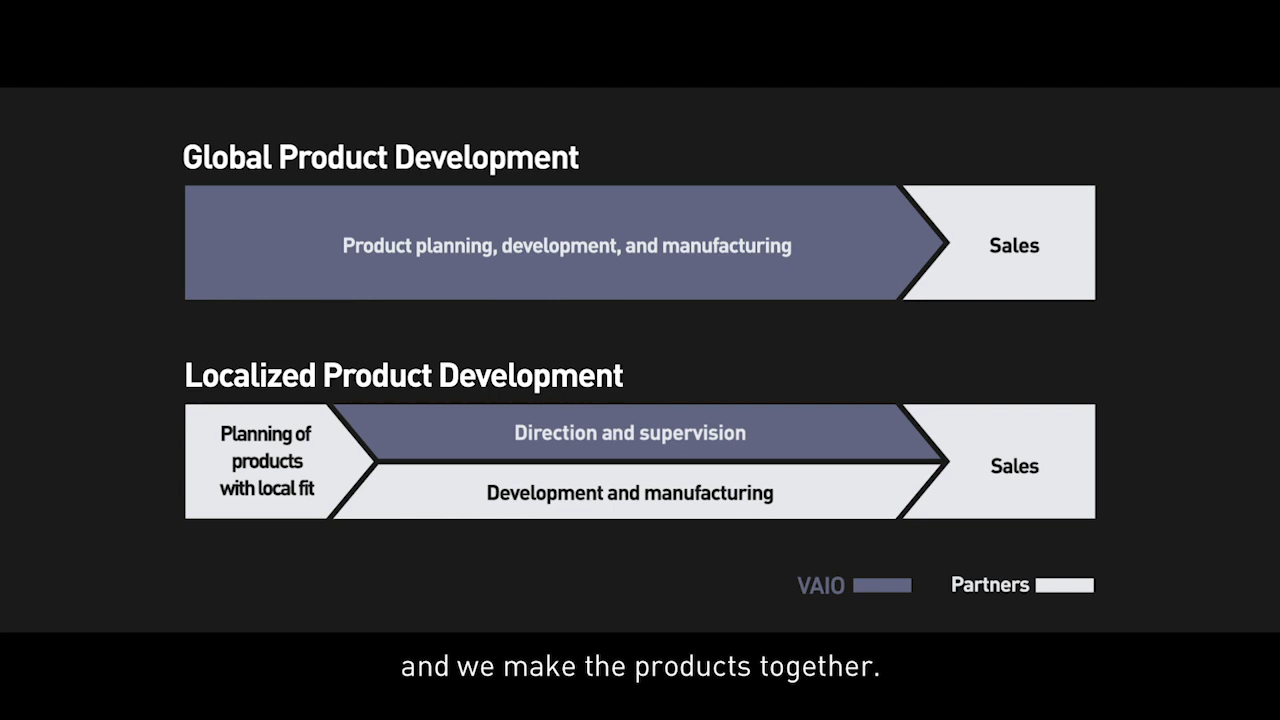 Global Product Development
Product planning, development, and manufacturing
Sales
Localized Product Development
Planning of
products
with local fit
Direction and supervision
Development and manufacturing
Sales
VAIO
Partners
and we make the products together.